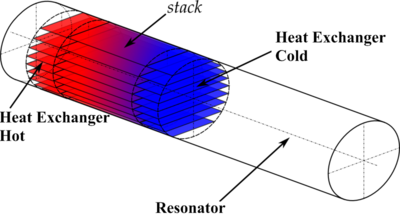 stack
Heat Exchanger
Cold
Heat Exchanger
Hot
Resonator